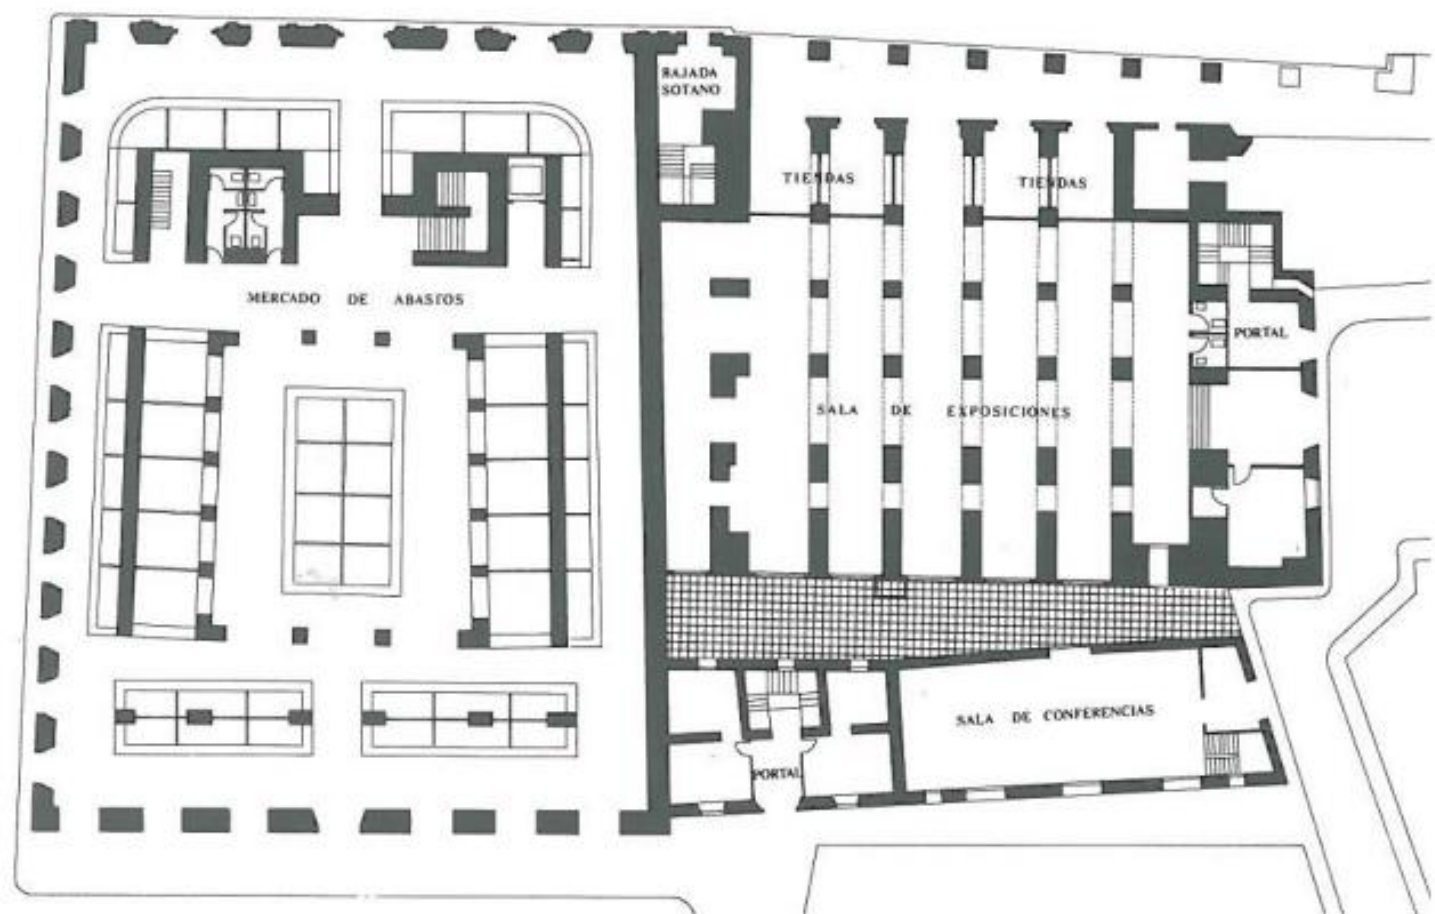 BAJADA
SOTANO
TIENDAS
TIENDAS
MERCADO DE ABASTOS
PORTAL
SALA DE EXPOSICIONES
SALA DE CONFERENCIAS
PORTAL